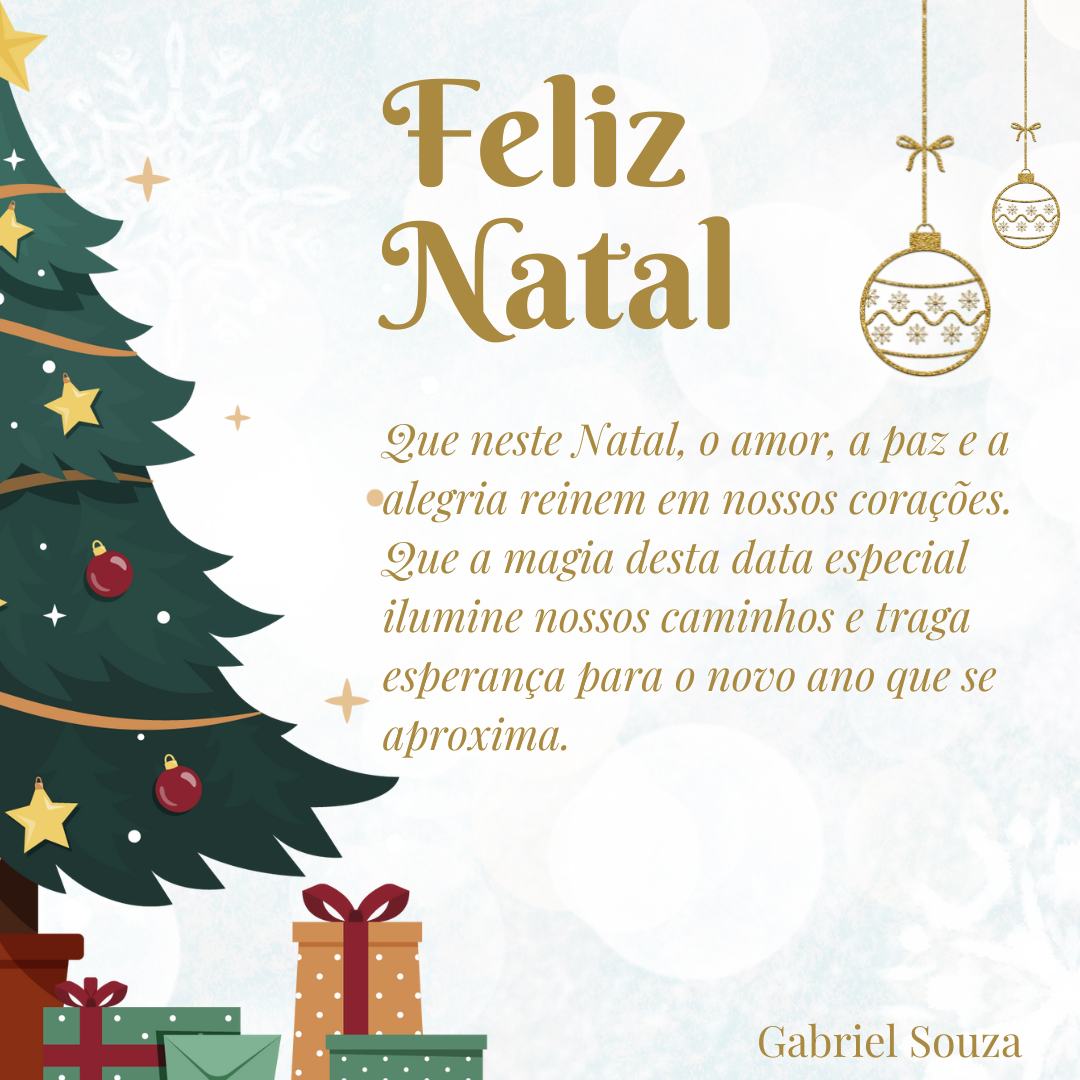 Feliz
Natal
Que neste Natal, o amor, a paz e a
alegria reinem em nossos corações.
Que a magia desta data especial
ilumine nossos caminhos e traga
esperança para o novo ano que se
aproxima.
Gabriel Souza